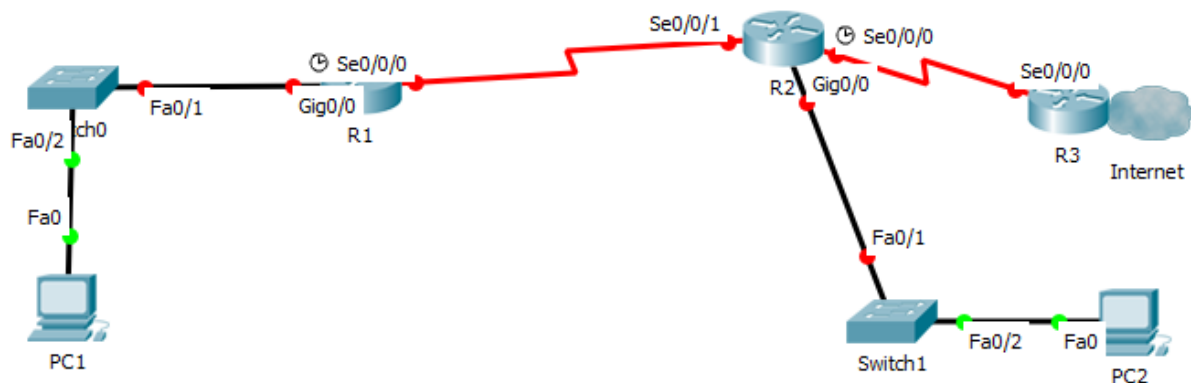 Se0/0/1
Se0/0/0
Se0/0/0
Se0/0/0
Fa0/1
Gig0/0
R1
R2
Gig0/0
R3
Internet
Fa0/2
ch0
Fa0
PC1
Fa0/1
Switch1
Fa0/2
Fa0
PC2